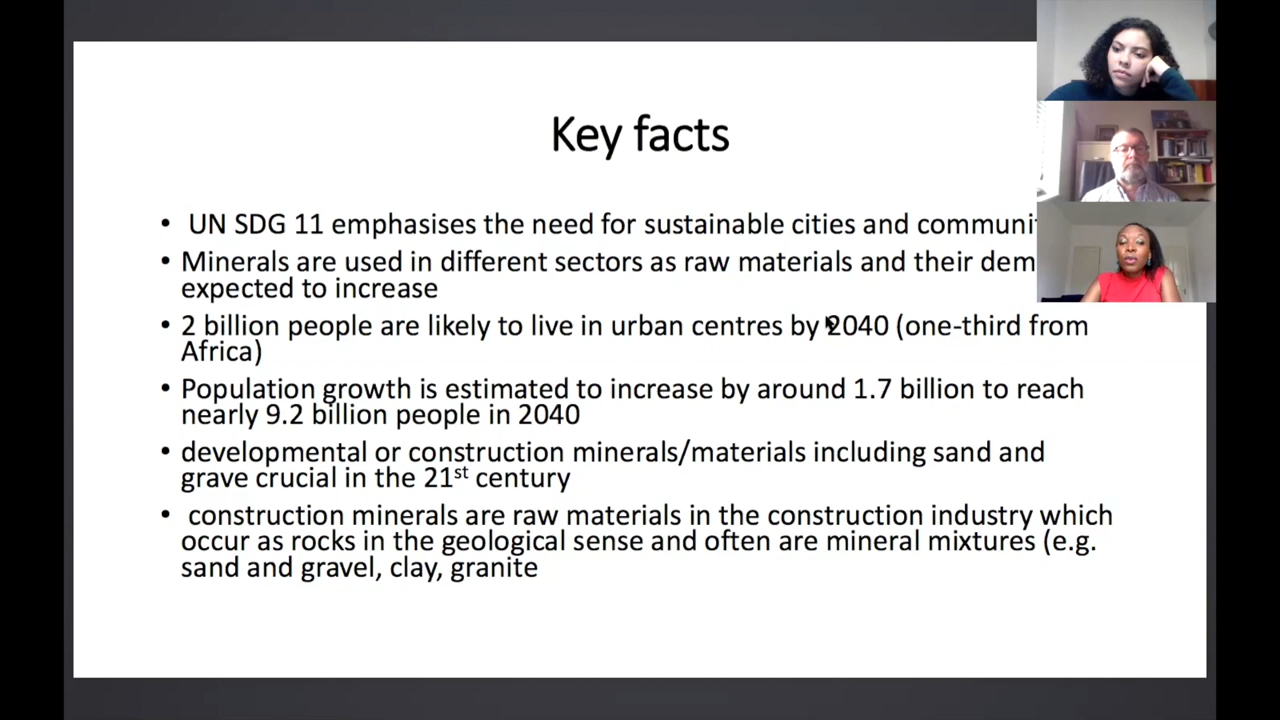 Key facts
• UN SDG 11 emphasises the need for sustainable cities and
• Minerals are used in different sectors as raw materials and their
expected to increase
• 2 billion people are likely to live in urban centres by 2040 (one-third from
Africa)
• Population growth is estimated to increase by around 1.7 billion to reach
nearly 9.2 billion people in 2040
• developmental or construction minerals/materials including sand and
grave crucial in the 21st century
• construction minerals are raw materials in the construction industry which
occur as rocks in the geological sense and often are mineral mixtures (e.g.
sand and gravel, clay, granite